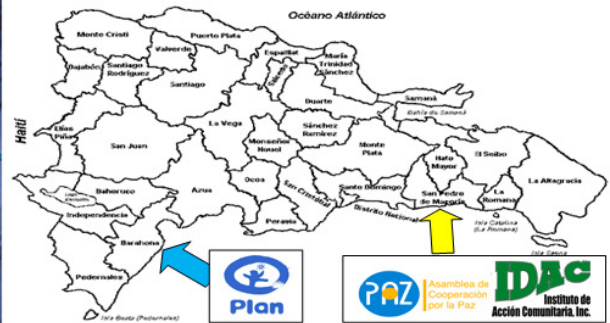 Océano Atlántico
Monte Cristi
Puerto Plata
Valverde
Espaillat
María
Trinidad
Sánchez
Dajabón
Santiago
Rodríguez
Santiago
Salcedo
Duarte
Samaná
Bahía de Samaná
Haití
Elías
Piña
San Juan
La Vega
Monseñor
Nouel
Sánchez
Ramírez
Monte
Plata
Hato
Mayor
El Seibo
La Altagracia
Bahoruco
Azua
Ocoa
San Cristóbal
Santo Domingo
San Pedro
de Macorís
La
Romana
Independencia
Peravia
Distrito Nacional
Isla Catalina
(La Romana)
Barahona
Isla Saona
Pedernales
Isla Beata (Pedernales)
Plan
PAZ
Asamblea de
Cooperación
por la Paz
IDAC
Instituto de
Acción Comunitaria, Inc.